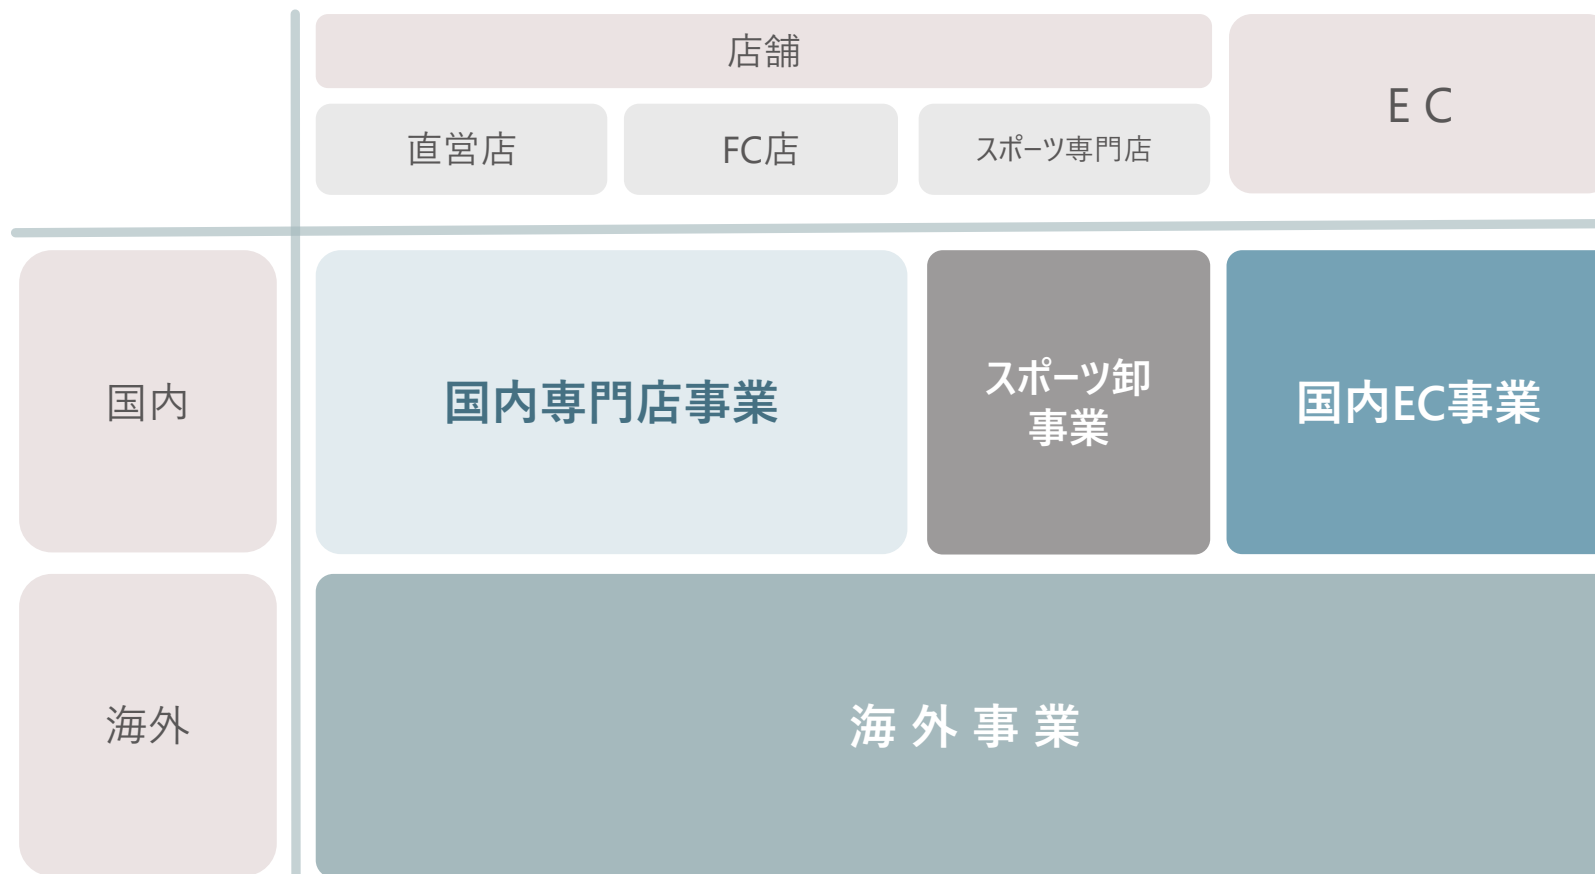 店舗
E C
直営店
FC店
スポーツ専門店
国内
国内専門店事業
スポーツ卸
事業
国内EC事業
海外
海外事業